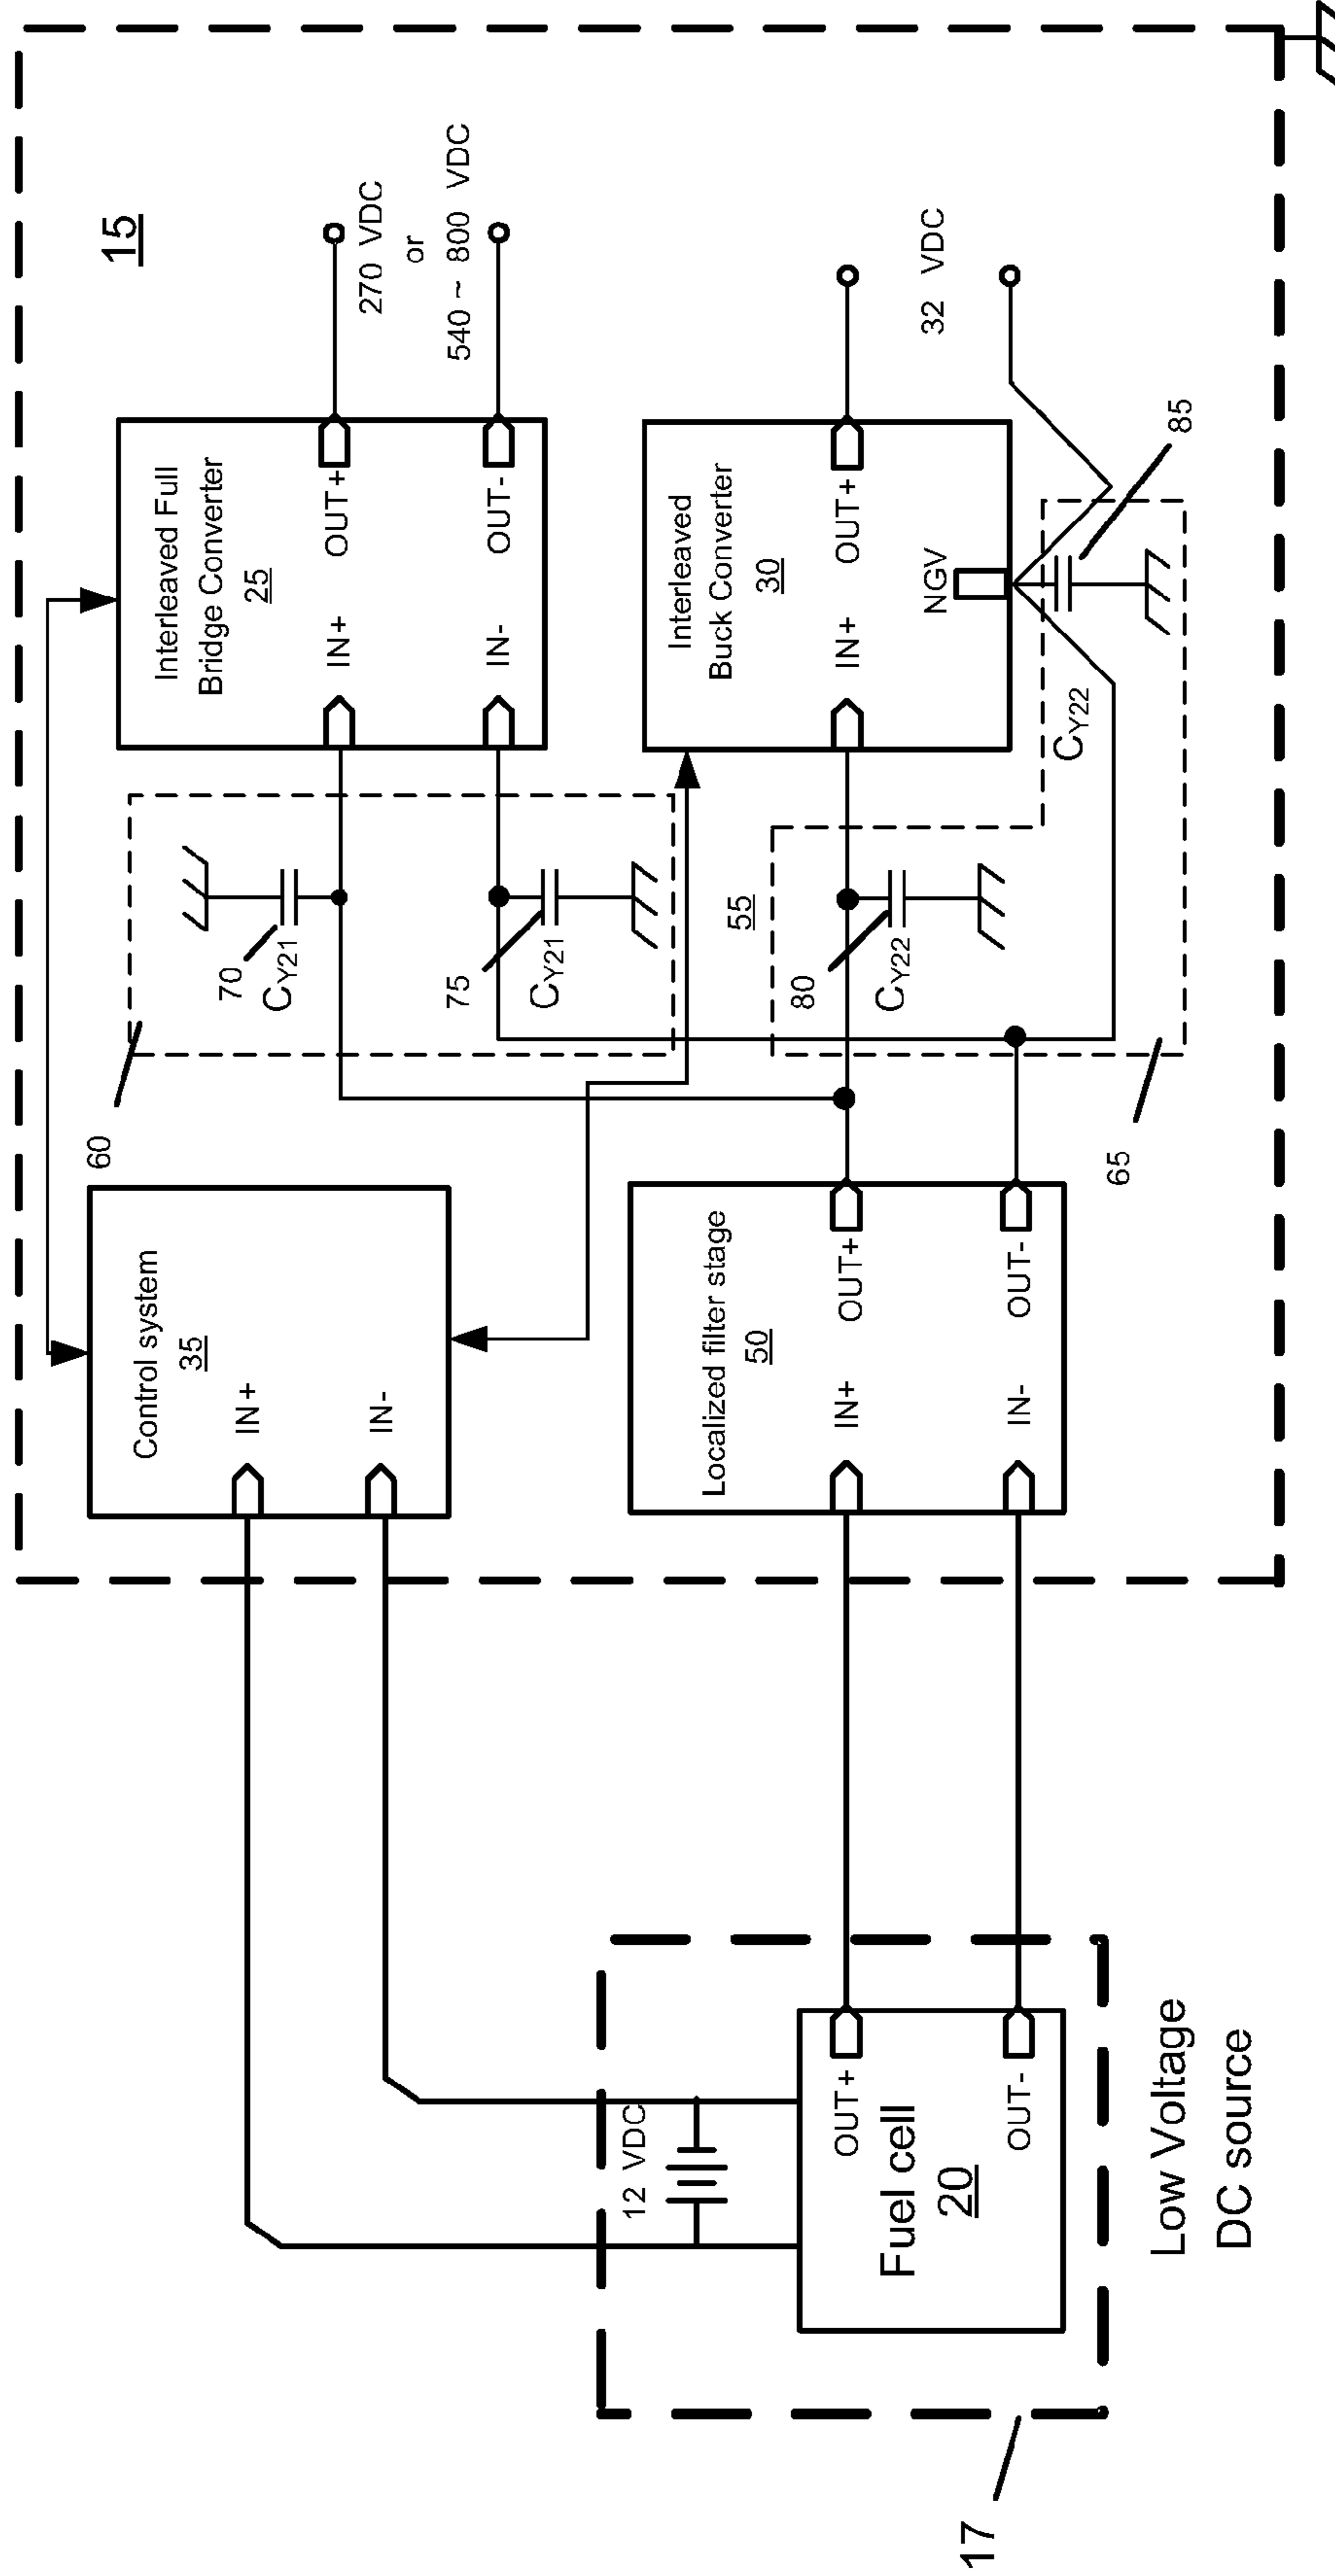 15
Control system
35
IN+
IN-
Interleaved Full
Bridge Converter
25
IN+
OUT+
IN-
OUT-
270 VDC
or
540 ~ 800 VDC
60
70
CY21
75
CY21
Localized filter stage
50
IN+
OUT+
IN-
OUT-
55
80
CY22
65
Interleaved
Buck Converter
30
IN+
OUT+
NGV
CY22
85
32 VDC
12 VDC
OUT+
Fuel cell
20
OUT-
Low Voltage
DC source
17